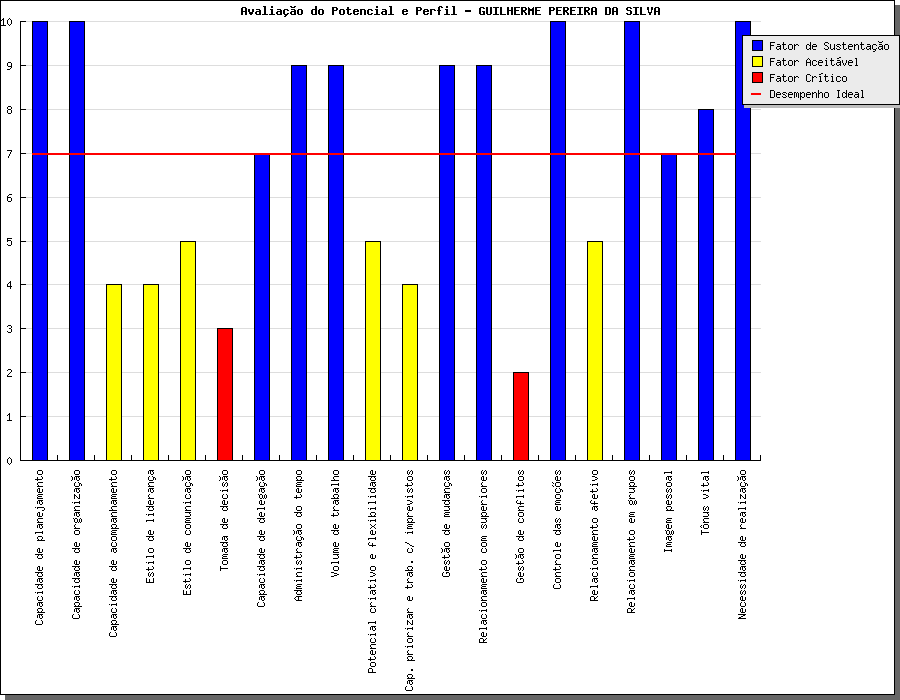 Avaliação do Potencial e Perfil - GUILHERME PEREIRA DA SILVA
10
9
8
7
6
5
4
3
2
1
0
Fator de Sustentação
Fator Aceitável
Fator Crítico
Desempenho Ideal
Capacidade de planejamento
Capacidade de organização
Capacidade de acompanhamento
Estilo de liderança
Estilo de comunicação
Tomada de decisão
Capacidade de delegação
Administração do tempo
Volume de trabalho
Potencial criativo e flexibilidade
Cap. priorizar e trab. c/ imprevistos
Gestão de mudanças
Relacionamento com superiores
Gestão de conflitos
Controle das emoções
Relacionamento afetivo
Relacionamento em grupos
Imagem pessoal
Tônus vital
Necessidade de realização